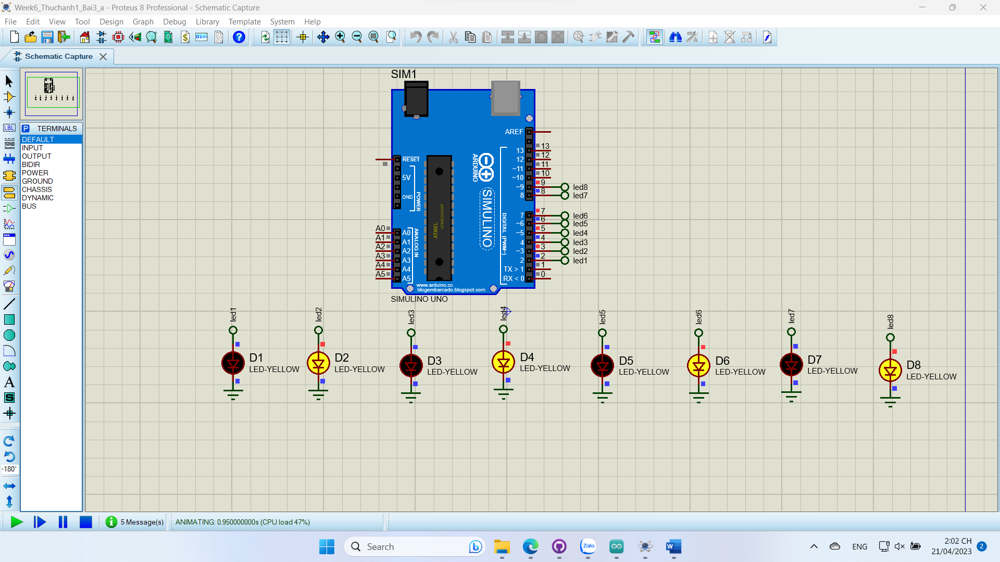 Week6_Thuchanh1_Bai3_a - Proteus 8 Professional - Schematic Capture
File Edit View Tool Design Graph Debug Library Template System Help
Schematic Capture
TERMINALS
DEFAULT
INPUT
OUTPUT
BIDIR
POWER
GROUND
CHASSIS
DYNAMIC
BUS
LBL
A
S
-180°
SIM1
AREF
RESET
5V
GND
POWER
ARDUINO
SIMULINO
DIGITAL (PWM~)
ANALOG IN
ATMEL
ATMEGA328P
13 13
12 12
~11 11
~10 10
~9 9 led8
8 8 led7
7 7 led6
~6 6 led5
~5 5 led4
4 4 led3
~3 3 led2
2 2 led1
TX > 1 1
RX < 0 0
A0 A0
A1 A1
A2 A2
A3 A3
A4 A4
A5 A5
www.arduino.cc
blogembarcado.blogspot.com
SIMULINO UNO
led1 led2 led3 led4 led5 led6 led7 led8
D1 D2 D3 D4 D5 D6 D7 D8
LED-YELLOW LED-YELLOW LED-YELLOW LED-YELLOW LED-YELLOW LED-YELLOW LED-YELLOW LED-YELLOW
5 Message(s) ANIMATING: 0.950000000s (CPU load 47%)
Search
Zalo
W
ENG
2:02 CH
21/04/2023
2